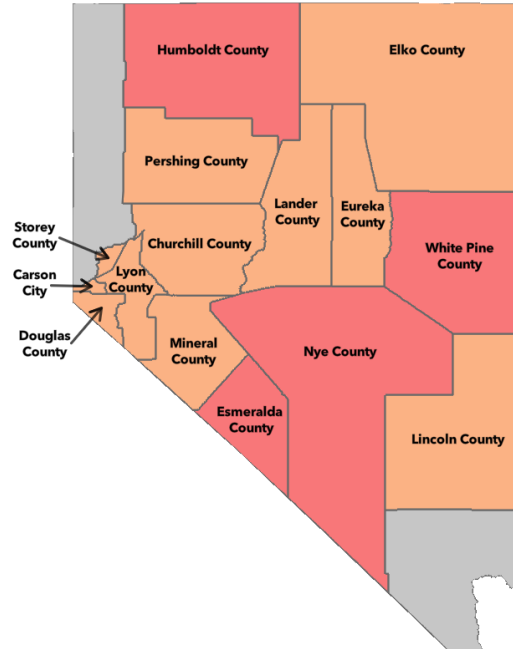 Humboldt County
Elko County
Pershing County
Lander
County
Eureka
County
Storey
County
Churchill County
White Pine
County
Carson
City
Lyon
County
Douglas
County
Mineral
County
Nye County
Esmeralda
County
Lincoln County